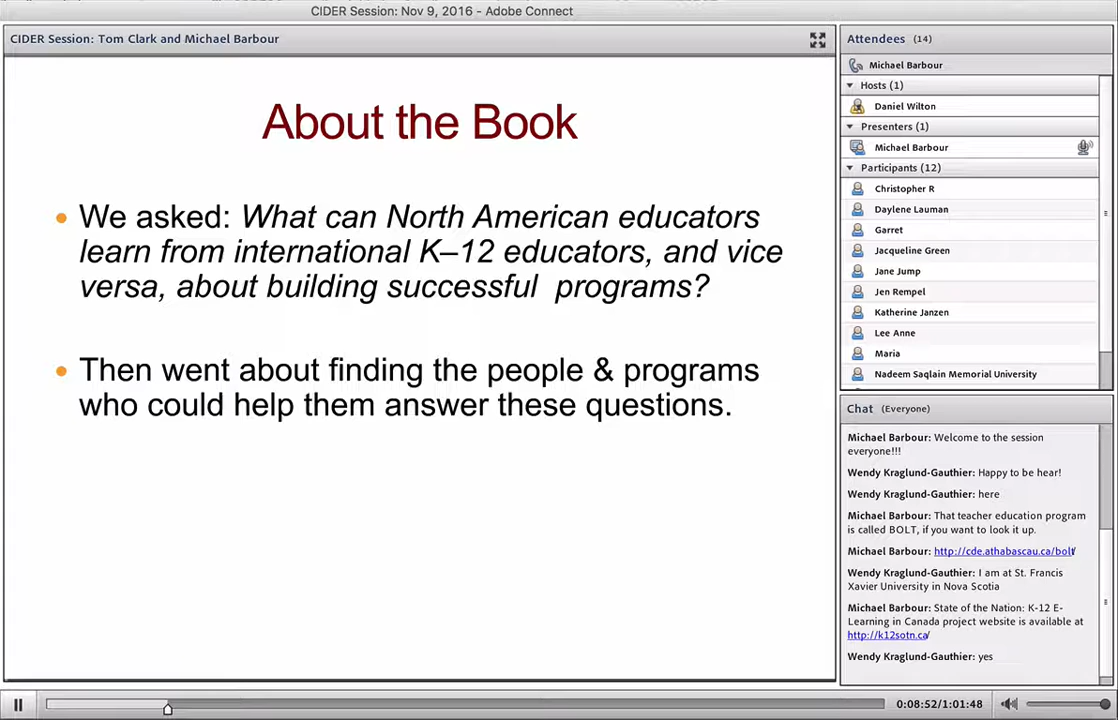 CIDER Session: Nov 9, 2016 - Adobe Connect
CIDER Session: Tom Clark and Michael Barbour
About the Book
• We asked: What can North American educators
learn from international K–12 educators, and vice
versa, about building successful programs?
• Then went about finding the people & programs
who could help them answer these questions.
Attendees (14)
Michael Barbour
Hosts (1)
Daniel Wilton
Presenters (1)
Michael Barbour
Participants (12)
Christopher R
Daylene Lauman
Garret
Jacqueline Green
Jane Jump
Jen Rempel
Katherine Janzen
Lee Anne
Maria
Nadeem Saqlain Memorial University
Chat (Everyone)
Michael Barbour: Welcome to the session
everyone!!!
Wendy Kraglund-Gauthier: Happy to be hear!
Wendy Kraglund-Gauthier: here
Michael Barbour: That teacher education program
is called BOLT, if you want to look it up.
Michael Barbour: http://cde.athabascau.ca/bolt/
Wendy Kraglund-Gauthier: I am at St. Francis
Xavier University in Nova Scotia
Michael Barbour: State of the Nation: K-12 E-
Learning in Canada project website is available at
http://k12sotn.ca/
Wendy Kraglund-Gauthier: yes
0:08:52/1:01:48